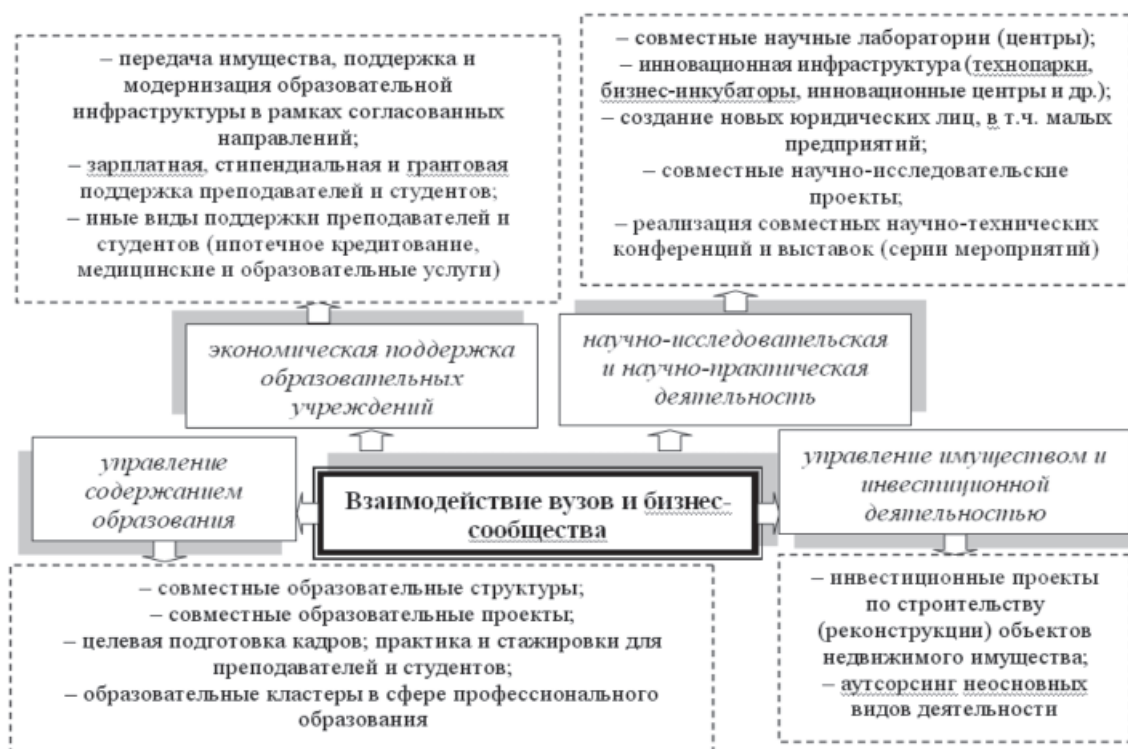 – передача имущества, поддержка и
модернизация образовательной
инфраструктуры в рамках согласованных
направлений;
– зарплатная, стипендиальная и грантовая
поддержка преподавателей и студентов;
– иные виды поддержки преподавателей и
студентов (ипотечное кредитование,
медицинские и образовательные услуги)
– совместные научные лаборатории (центры);
– инновационная инфраструктура (технопарки,
бизнес-инкубаторы, инновационные центры и др.);
– создание новых юридических лиц, в т.ч. малых
предприятий;
– совместные научно-исследовательские
проекты;
– реализация совместных научно-технических
конференций и выставок (серии мероприятий)
экономическая поддержка
образовательных
учреждений
научно-исследовательская
и научно-практическая
деятельность
управление
содержанием
образования
Взаимодействие вузов и бизнес-
сообщества
управление имуществом и
инвестиционной
деятельностью
– совместные образовательные структуры;
– совместные образовательные проекты;
– целевая подготовка кадров; практика и стажировки для
преподавателей и студентов;
– образовательные кластеры в сфере профессионального
образования
– инвестиционные проекты
по строительству
(реконструкции) объектов
недвижимого имущества;
– аутсорсинг неосновных
видов деятельности